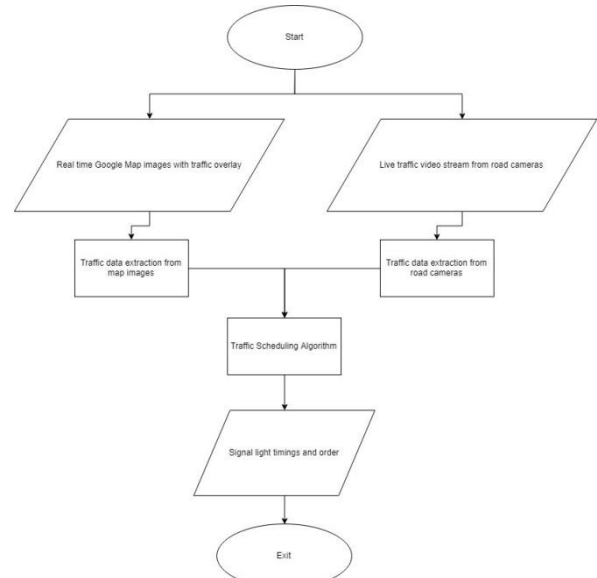 Start
Real time Google Map images with traffic overlay
Live traffic video stream from road cameras
Traffic data extraction from
map images
Traffic data extraction from
road cameras
Traffic Scheduling Algorithm
Signal light timings and order
Exit